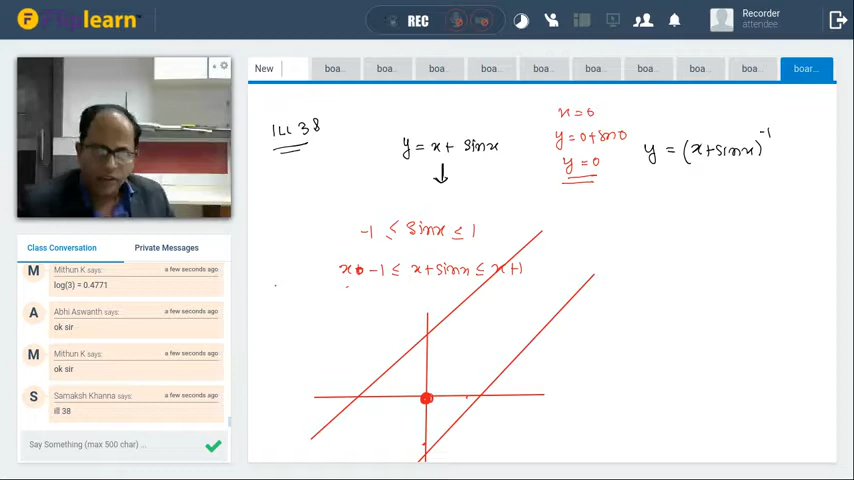 Fliplearn
REC
Recorder
attendee
New
boa...
boa...
boa...
boa...
boa...
boa...
boa...
boa...
boa...
boar...
Class Conversation
Private Messages
M
Mithun K says:
a few seconds ago
log(3) = 0.4771
A
Abhi Aswanth says:
a few seconds ago
ok sir
M
Mithun K says:
a few seconds ago
ok sir
S
Samaksh Khanna says:
a few seconds ago
ill 38
Say Something (max 500 char) ...
ILL 38
y = x + sinx
x = 0
y = 0 + sin0
y = 0
y = (x+sinx)⁻¹
-1 ≤ sinx ≤ 1
x -1 ≤ x+sinx ≤ x+1